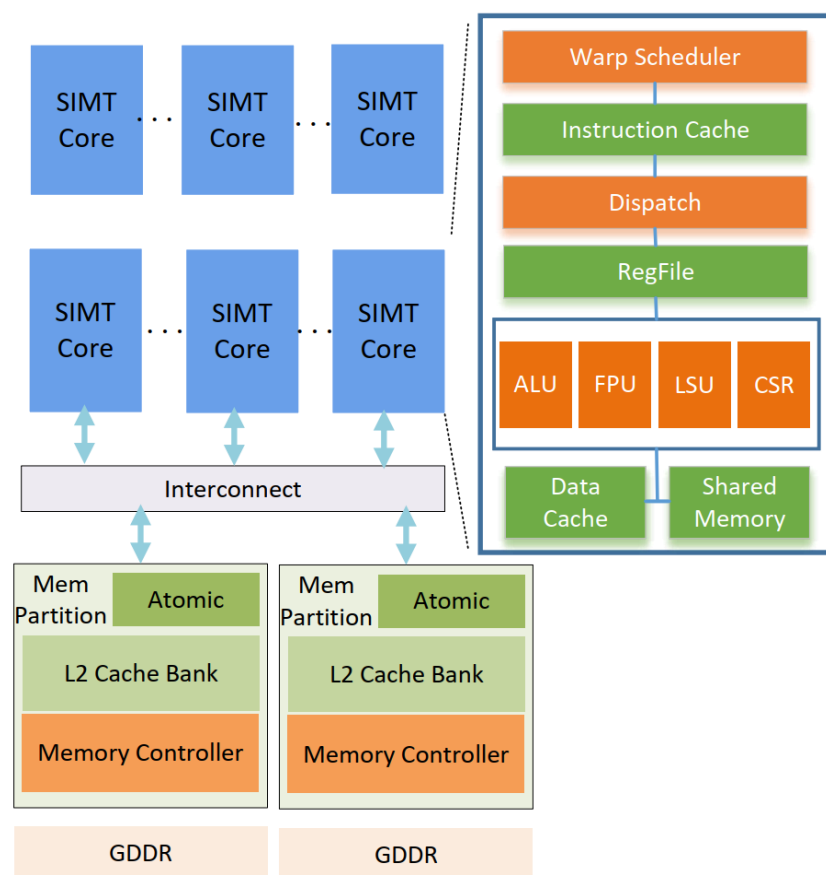 SIMT
Core
. . .
SIMT
Core
. . .
SIMT
Core
SIMT
Core
. . .
SIMT
Core
. . .
SIMT
Core
Interconnect
Mem
Partition
Atomic
L2 Cache Bank
Memory Controller
GDDR
Mem
Partition
Atomic
L2 Cache Bank
Memory Controller
GDDR
Warp Scheduler
Instruction Cache
Dispatch
RegFile
ALU
FPU
LSU
CSR
Data
Cache
Shared
Memory